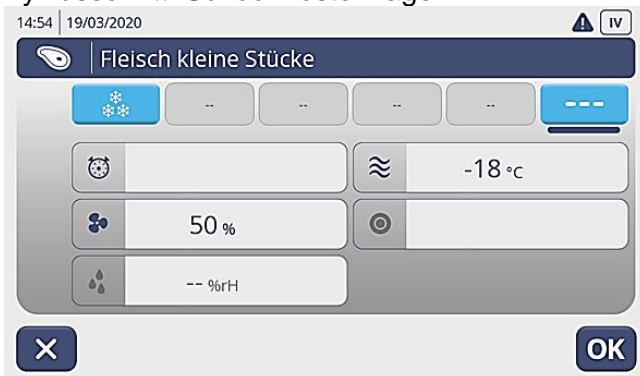 14:54 19/03/2020 IV
Fleisch kleine Stücke
-- -- -- -- ---
-18 °C
50 %
-- %rH
OK